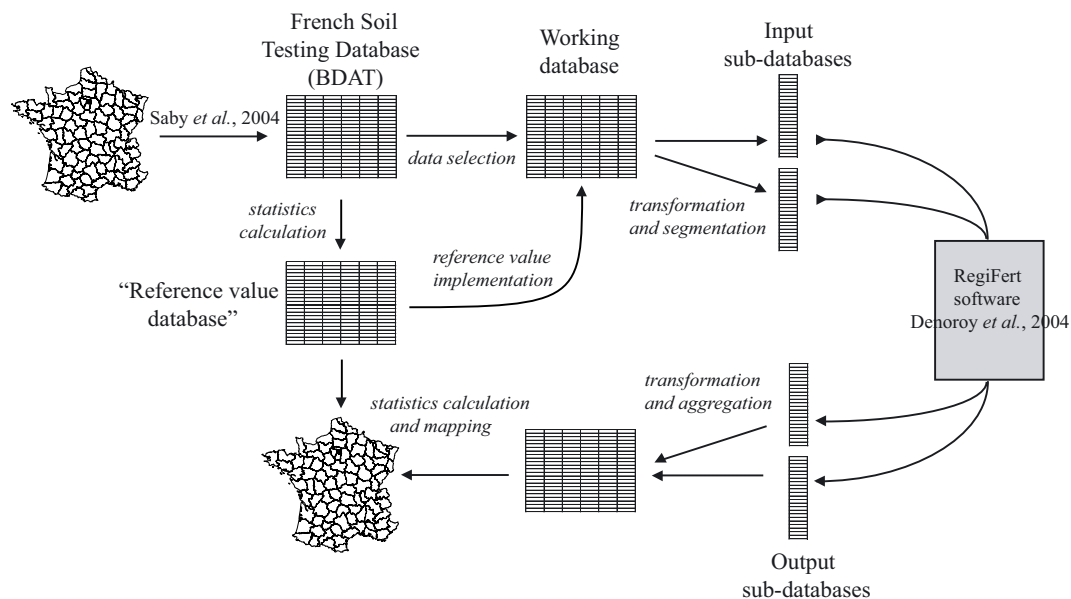 French Soil
Testing Database
(BDAT)
Working
database
Input
sub-databases
Saby et al., 2004
data selection
statistics
calculation
transformation
and segmentation
reference value
implementation
“Reference value
database”
RegiFert
software
Denoroy et al., 2004
transformation
and aggregation
statistics calculation
and mapping
Output
sub-databases